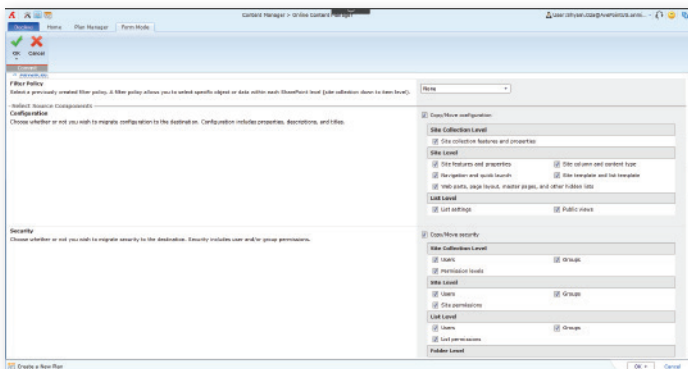 Content Manager > Online Content Manager
Home Plan Manager Form Mode
OK Cancel
Filter Policy
Select a previously created filter policy. A filter policy allows you to select specific object or data within each SharePoint level (site collection down to item level).
None
Select Source Components
Configuration
Choose whether or not you wish to migrate configuration to the destination. Configuration includes properties, descriptions, and titles.
Copy/Move configuration
Site Collection Level
Site collection features and properties
Site Level
Site features and properties Site column and content type
Navigation and quick launch Site template and list template
Web parts, page layout, master pages, and other hidden lists
List Level
List settings Public views
Security
Choose whether or not you wish to migrate security to the destination. Security includes user and/or group permissions.
Copy/Move security
Site Collection Level
Users Groups
Permission levels
Site Level
Users Groups
Site permissions
List Level
Users Groups
List permissions
Folder Level
Create a New Plan
OK Cancel